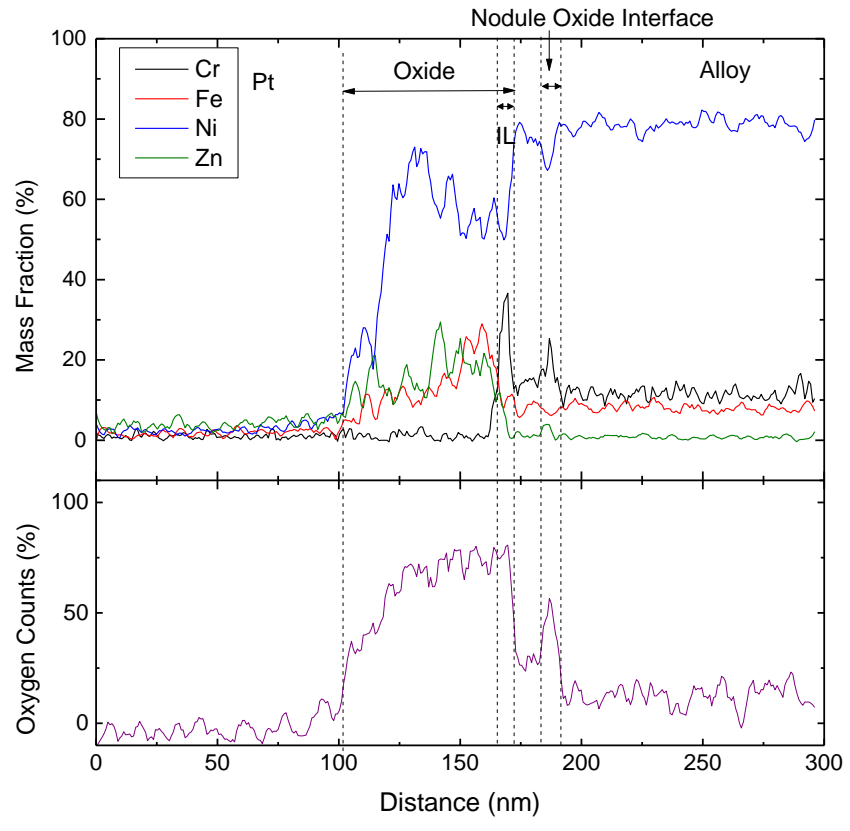 Nodule Oxide Interface
Cr
Fe
Ni
Zn
Pt
Oxide
Alloy
IL
100
80
60
40
20
0
Mass Fraction (%)
100
50
0
Oxygen Counts (%)
0
50
100
150
200
250
300
Distance (nm)